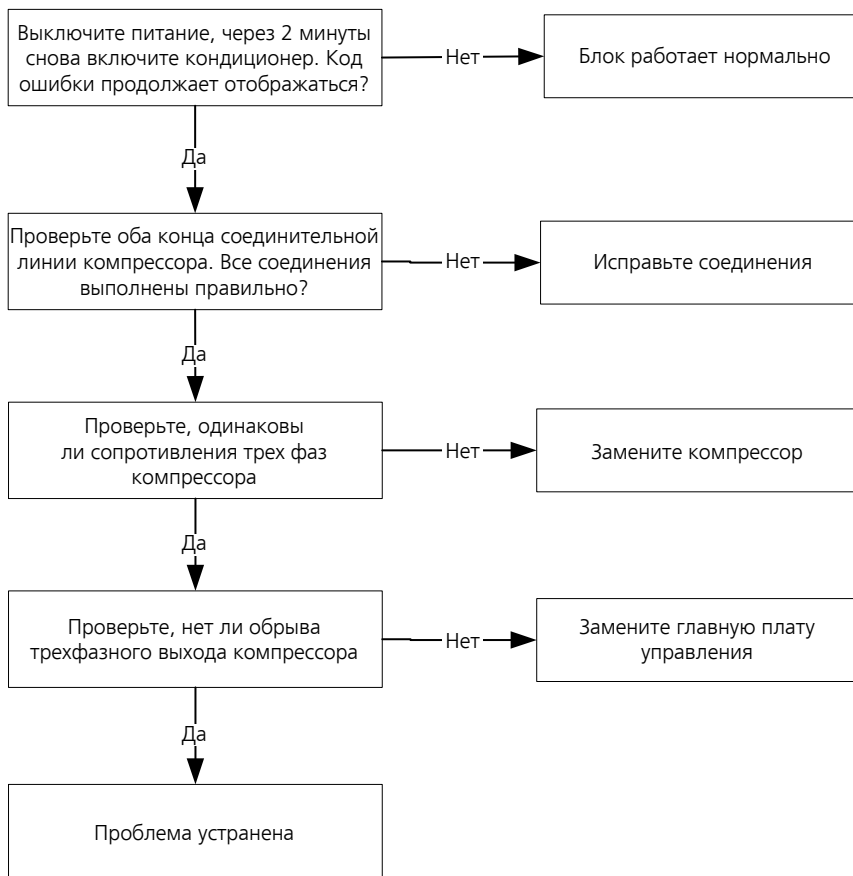 Выключите питание, через 2 минуты
снова включите кондиционер. Код
ошибки продолжает отображаться?
Нет
Блок работает нормально
Да
Проверьте оба конца соединительной
линии компрессора. Все соединения
выполнены правильно?
Нет
Исправьте соединения
Да
Проверьте, одинаковы
ли сопротивления трех фаз
компрессора
Нет
Замените компрессор
Да
Проверьте, нет ли обрыва
трехфазного выхода компрессора
Нет
Замените главную плату
управления
Да
Проблема устранена